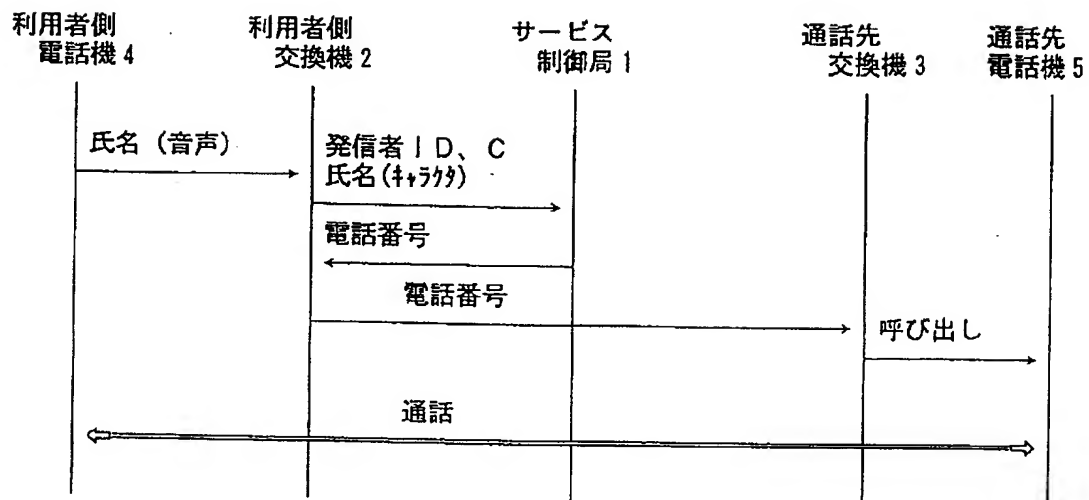 利用者側
電話機4
利用者側
交換機2
サービス
制御局1
通話先
交換機3
通話先
電話機5
氏名(音声)
発信者ID、C
氏名(ｷｬﾗｸﾀ)
電話番号
電話番号
呼び出し
通話